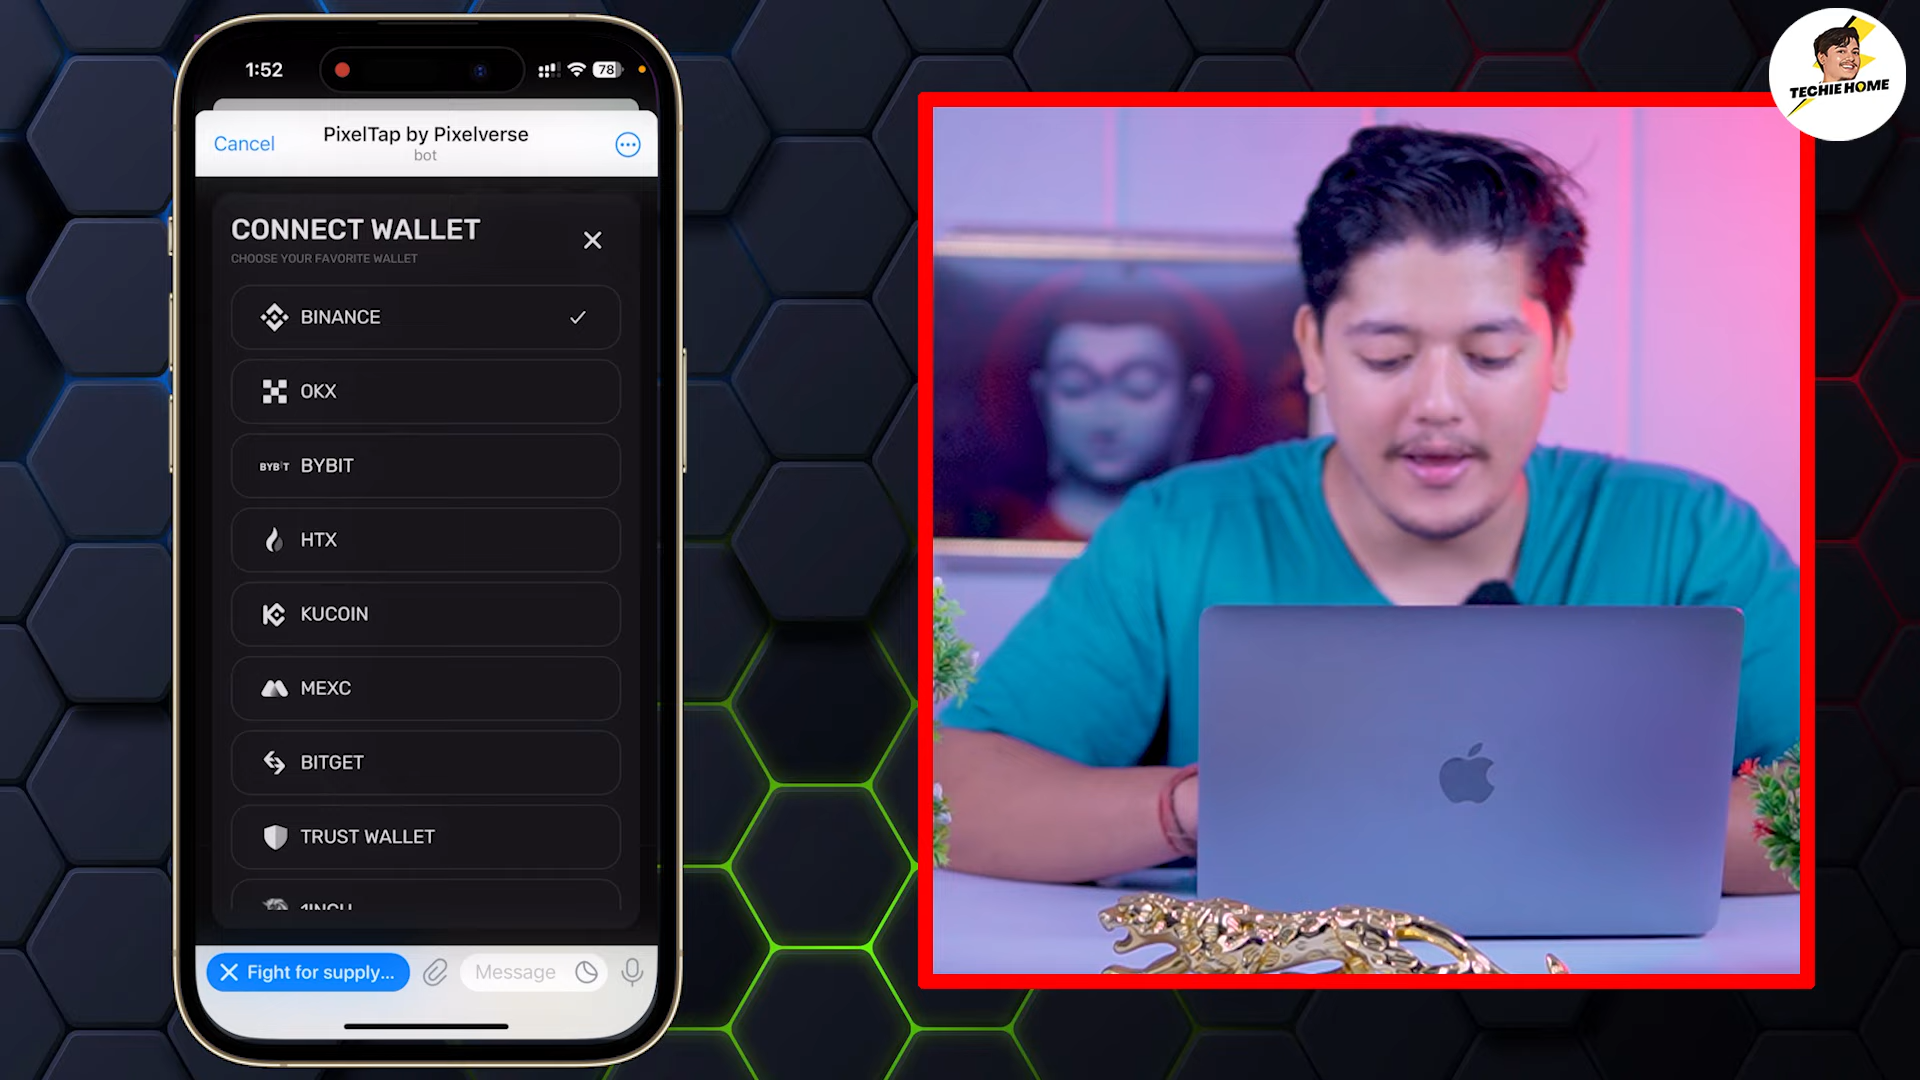 1:52
78
Cancel
PixelTap by Pixelverse
bot
CONNECT WALLET
CHOOSE YOUR FAVORITE WALLET
BINANCE
OKX
BYBIT BYBIT
HTX
KUCOIN
MEXC
BITGET
TRUST WALLET
1INCH
Fight for supply...
Message
TECHIE HOME